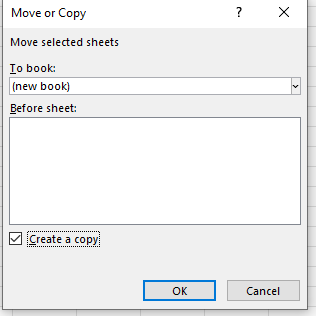 Move or Copy ?
Move selected sheets
To book:
(new book)
Before sheet:
Create a copy
OK Cancel